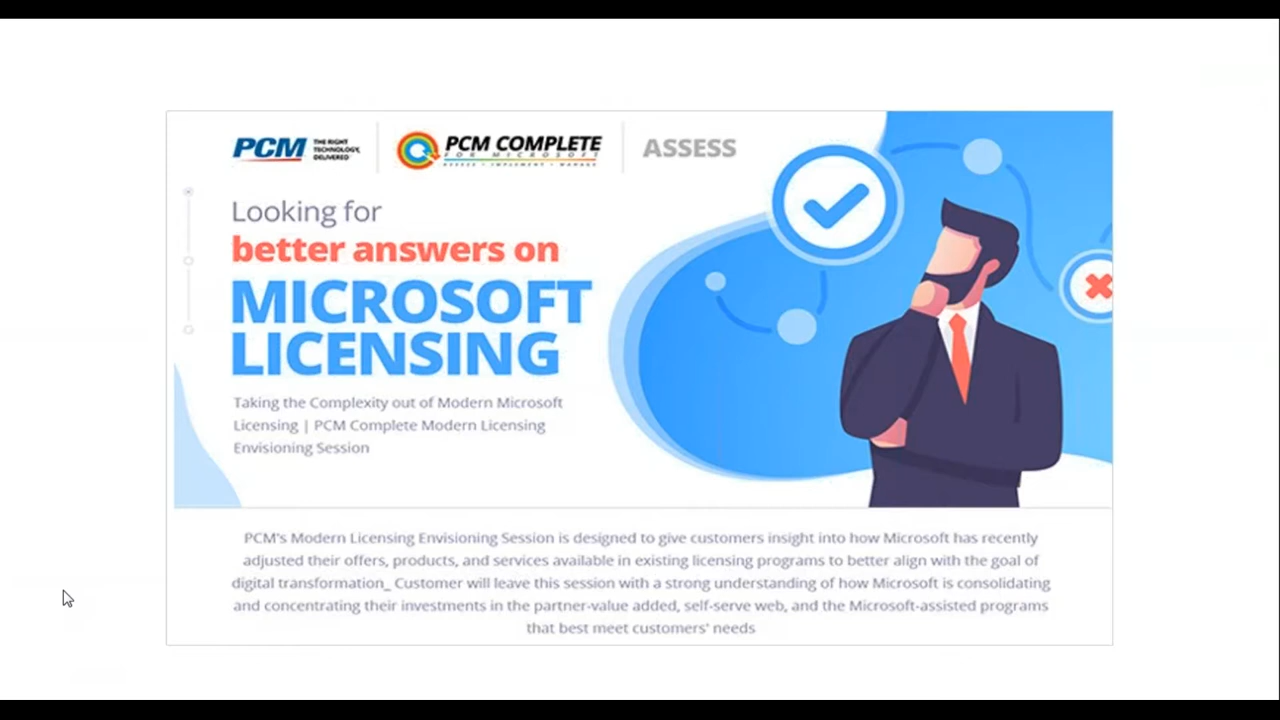 PCM THE RIGHT TECHNOLOGY, DELIVERED
PCM COMPLETE
FOR MICROSOFT
ASSESS • IMPLEMENT • MANAGE
ASSESS
Looking for
better answers on
MICROSOFT
LICENSING
Taking the Complexity out of Modern Microsoft
Licensing | PCM Complete Modern Licensing
Envisioning Session
PCM's Modern Licensing Envisioning Session is designed to give customers insight into how Microsoft has recently
adjusted their offers, products, and services available in existing licensing programs to better align with the goal of
digital transformation_ Customer will leave this session with a strong understanding of how Microsoft is consolidating
and concentrating their investments in the partner-value added, self-serve web, and the Microsoft-assisted programs
that best meet customers' needs